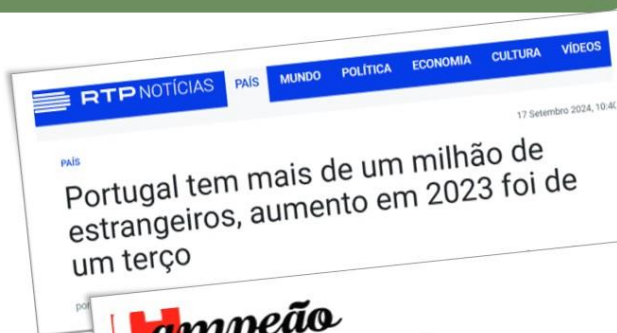 RTP NOTÍCIAS PAÍS MUNDO POLÍTICA ECONOMIA CULTURA VÍDEOS
17 Setembro 2024, 10:40
PAÍS
Portugal tem mais de um milhão de
estrangeiros, aumento em 2023 foi de
um terço
por